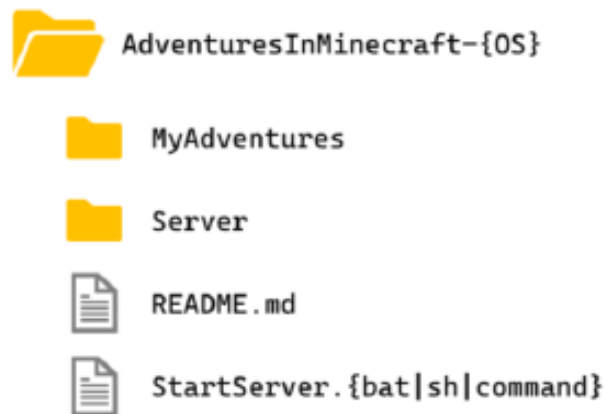 AdventuresInMinecraft-{OS}
MyAdventures
Server
README.md
StartServer.{bat|sh|command}